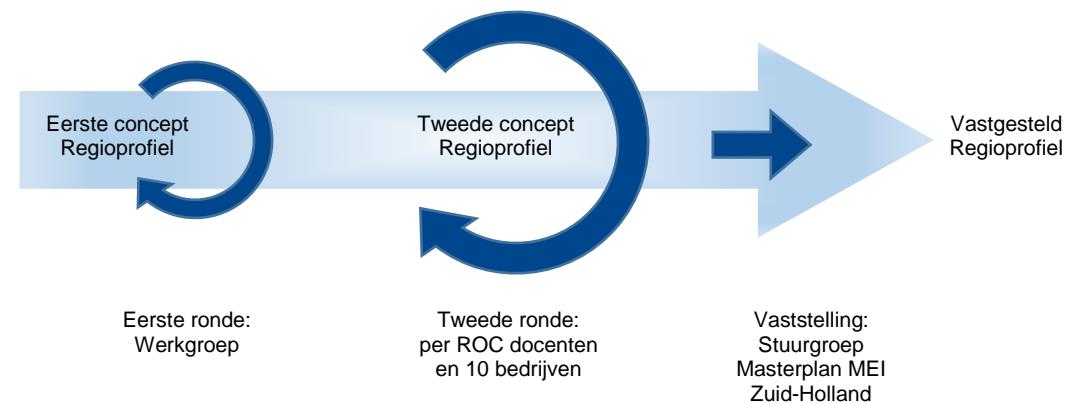 Eerste concept
Regioprofiel
Tweede concept
Regioprofiel
Vastgesteld
Regioprofiel
Eerste ronde:
Werkgroep
Tweede ronde:
per ROC docenten
en 10 bedrijven
Vaststelling:
Stuurgroep
Masterplan MEI
Zuid-Holland